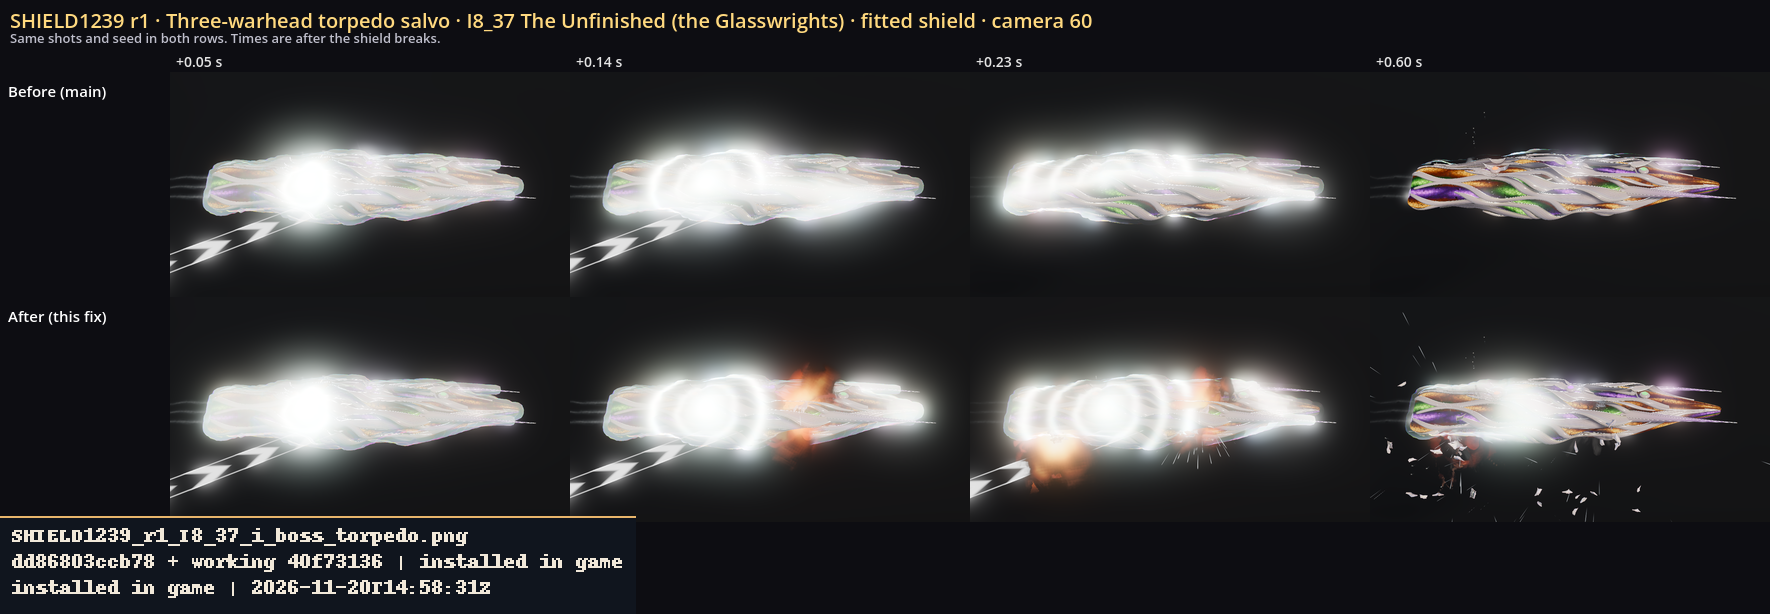 SHIELD1239 r1 · Three-warhead torpedo salvo · I8_37 The Unfinished (the Glasswrights) · fitted shield · camera 60
Same shots and seed in both rows. Times are after the shield breaks.
+0.05 s
+0.14 s
+0.23 s
+0.60 s
Before (main)
After (this fix)
SHIELD1239_r1_I8_37_i_boss_torpedo.png
dd86803ccb78 + working 40f73136 | installed in game
installed in game | 2026-11-20T14:58:31Z